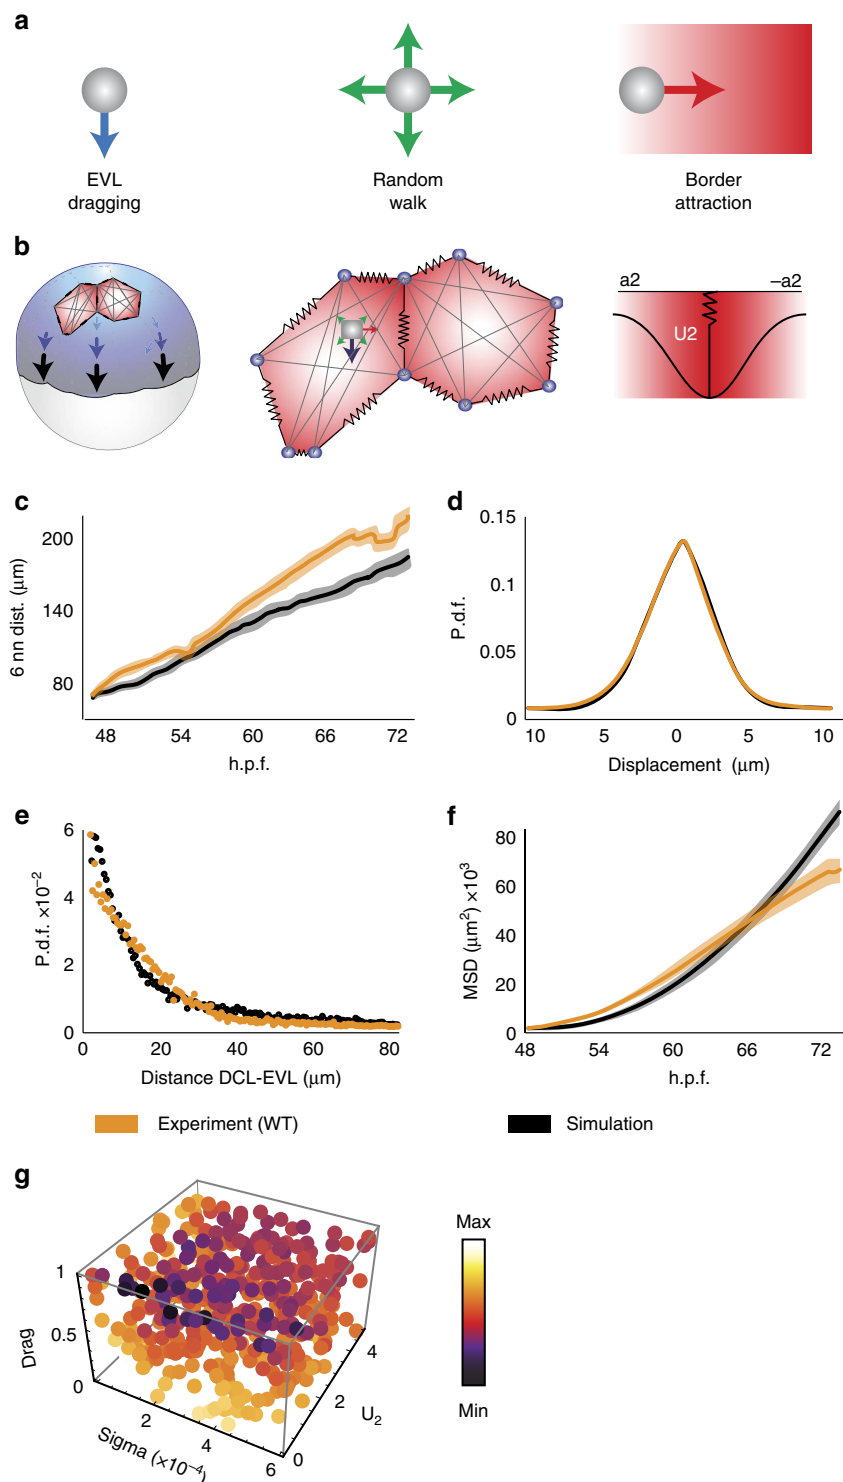 a
EVL
dragging
Random
walk
Border
attraction
b
a2
–a2
U2
c
200
140
80
6 nn dist. (μm)
48
54
60
66
72
h.p.f.
d
0.15
0.1
0.05
0
P.d.f.
10
5
0
5
10
Displacement (μm)
e
6
4
2
0
P.d.f. ×10⁻²
0
20
40
60
80
Distance DCL-EVL (μm)
f
80
60
40
20
0
MSD (μm²) ×10³
48
54
60
66
72
h.p.f.
Experiment (WT)
Simulation
g
1
0.5
0
Drag
2
4
6
Sigma (×10⁻⁴)
0
2
4
U₂
Max
Min